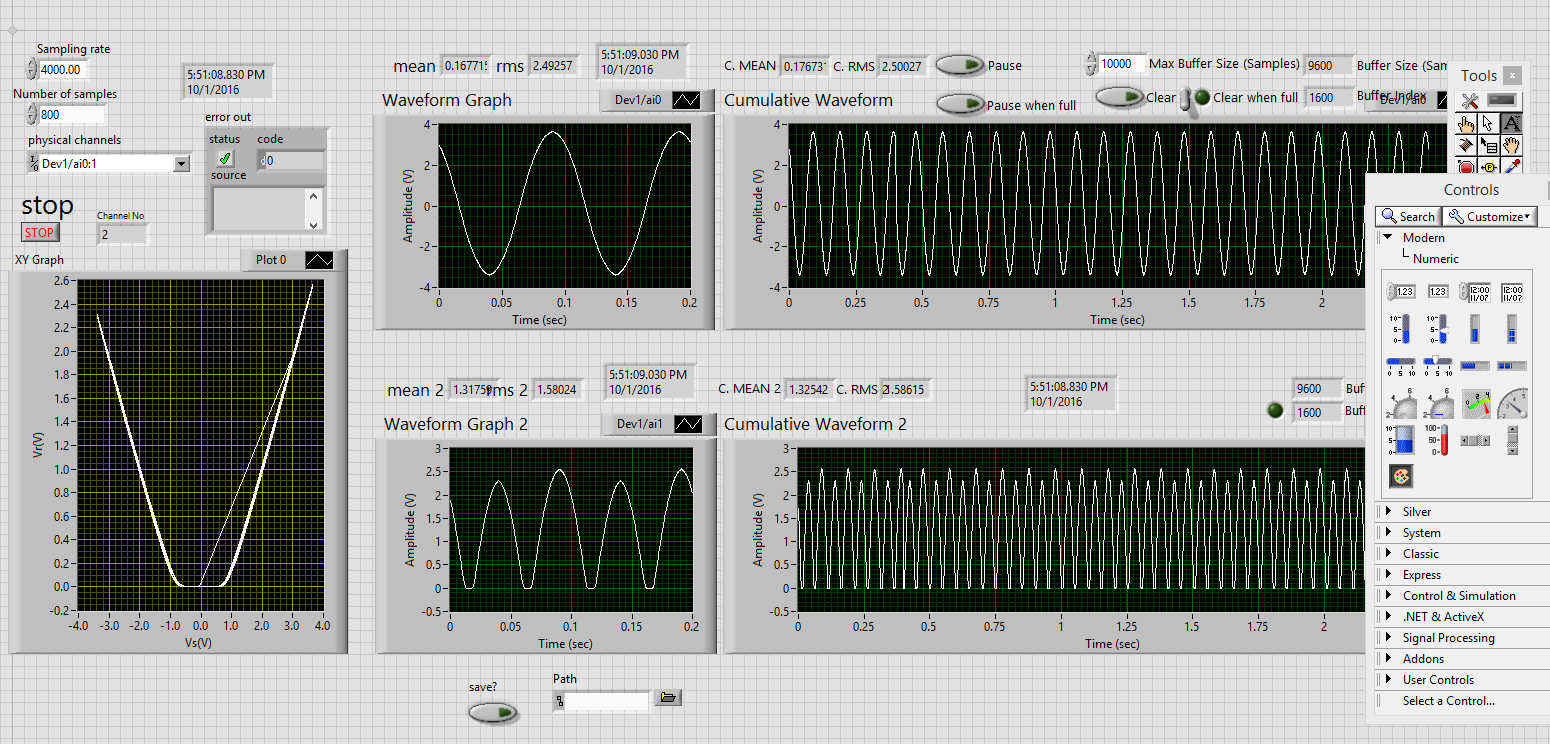 Sampling rate
4000.00
Number of samples
800
physical channels
Dev1/ai0:1
stop
STOP
Channel No
2
5:51:08.830 PM
10/1/2016
error out
status code
d0
source
mean 0.16771 rms 2.49257
5:51:09.030 PM
10/1/2016
C. MEAN 0.17673 C. RMS 2.50027
Pause
10000 Max Buffer Size (Samples) 9600 Buffer Size (Sam
Pause when full
Clear Clear when full 1600 Buffer Index
Waveform Graph
Dev1/ai0
4
2
0
-2
-4
Amplitude (V)
0 0.05 0.1 0.15 0.2
Time (sec)
Cumulative Waveform
Dev1/ai0
4
2
0
-2
-4
Amplitude (V)
0 0.25 0.5 0.75 1 1.25 1.5 1.75 2
Time (sec)
XY Graph
Plot 0
2.6
2.4
2.2
2.0
1.8
1.6
1.4
1.2
1.0
0.8
0.6
0.4
0.2
0.0
-0.2
Vr(V)
-4.0 -3.0 -2.0 -1.0 0.0 1.0 2.0 3.0 4.0
Vs(V)
mean 2 1.31759 rms 2 1.58024
5:51:09.030 PM
10/1/2016
C. MEAN 2 1.32542 C. RMS 2 1.58615
5:51:08.830 PM
10/1/2016
9600 Buf
1600 Buff
Waveform Graph 2
Dev1/ai1
3
2.5
2
1.5
1
0.5
0
-0.5
Amplitude (V)
0 0.05 0.1 0.15 0.2
Time (sec)
Cumulative Waveform 2
3
2.5
2
1.5
1
0.5
0
-0.5
Amplitude (V)
0 0.25 0.5 0.75 1 1.25 1.5 1.75 2
Time (sec)
save?
Path
Tools
A
Controls
Search Customize
Modern
Numeric
1.23 1.23 12:00 12:00
11/07 11/07
Silver
System
Classic
Express
Control & Simulation
.NET & ActiveX
Signal Processing
Addons
User Controls
Select a Control...